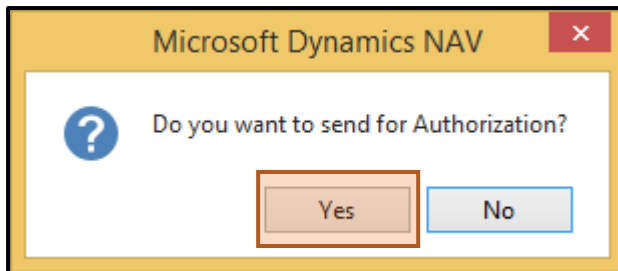 Microsoft Dynamics NAV
Do you want to send for Authorization?
Yes No